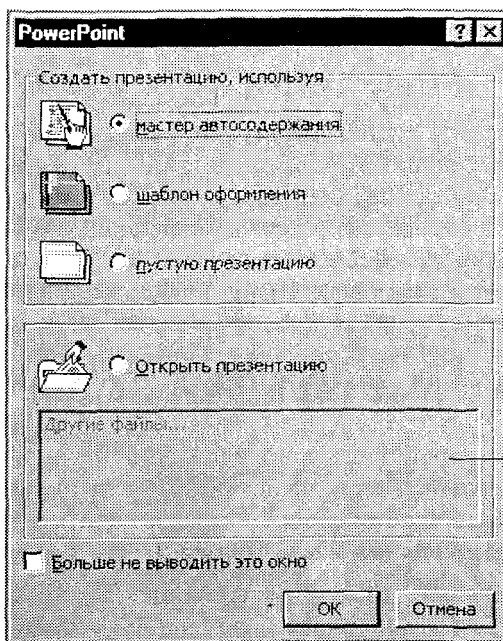 PowerPoint
Создать презентацию, используя
мастер автосодержания
шаблон оформления
пустую презентацию
Открыть презентацию
Другие файлы...
Больше не выводить это окно
ОК
Отмена